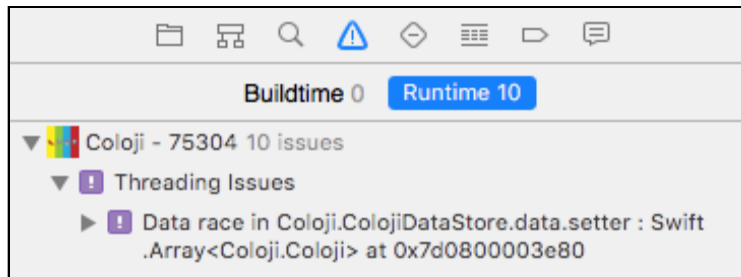 Buildtime 0 Runtime 10
Coloji - 75304 10 issues
Threading Issues
Data race in Coloji.ColojiDataStore.data.setter : Swift
.Array<Coloji.Coloji> at 0x7d0800003e80